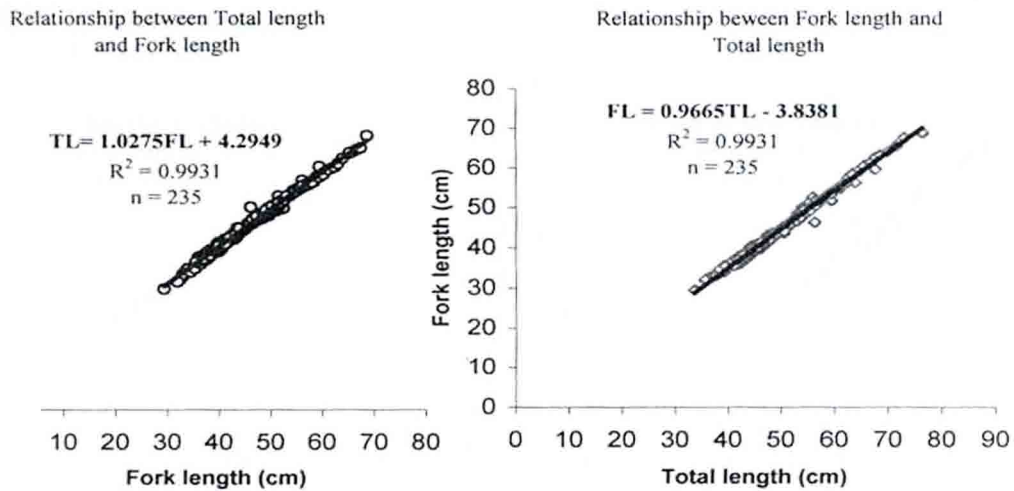 Relationship between Total length
and Fork length
TL= 1.0275FL + 4.2949
R² = 0.9931
n = 235
10 20 30 40 50 60 70 80
Fork length (cm)
Relationship beween Fork length and
Total length
FL = 0.9665TL - 3.8381
R² = 0.9931
n = 235
80
70
60
50
40
30
20
10
0
Fork length (cm)
0 10 20 30 40 50 60 70 80 90
Total length (cm)